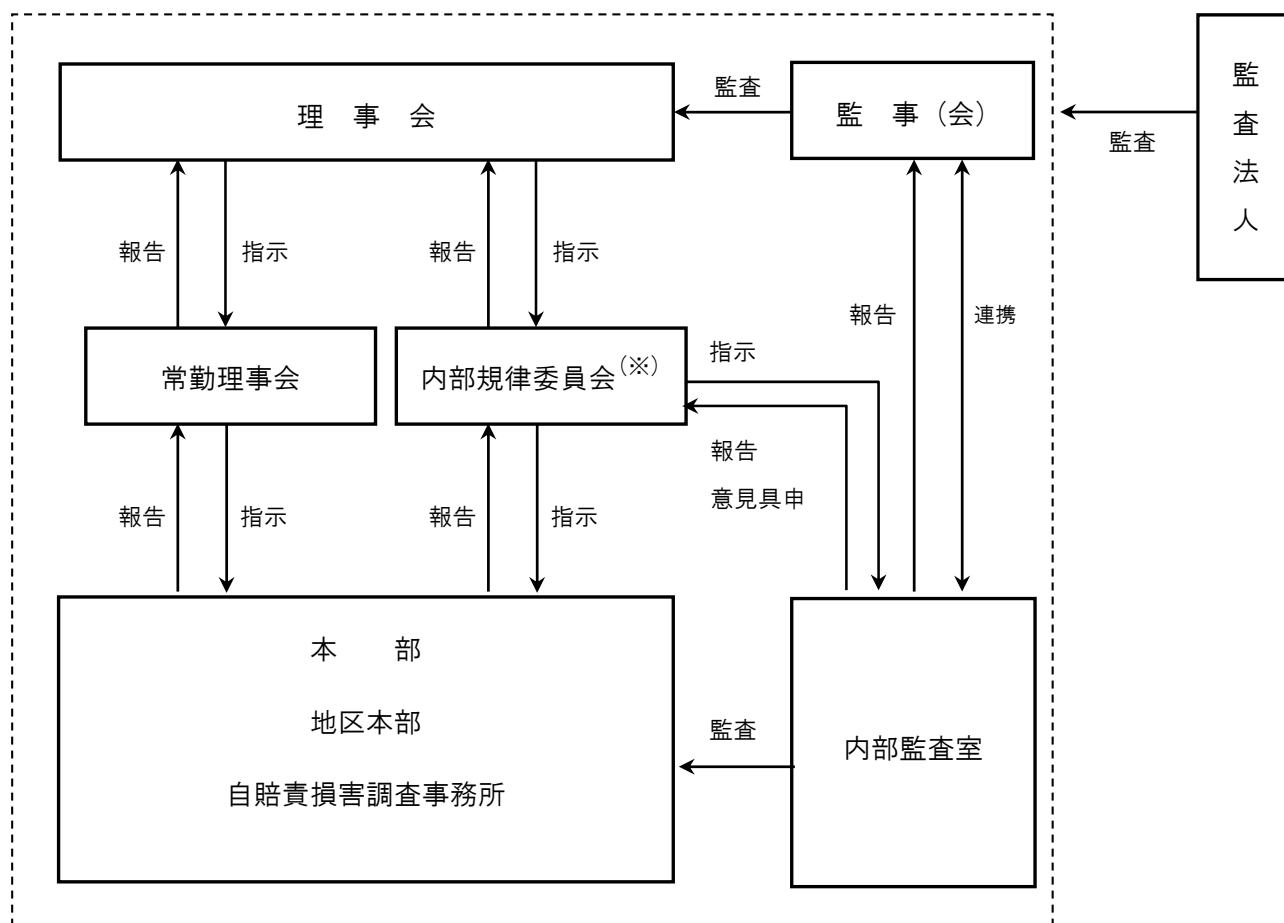 理 事 会
監査
監 事（会）
監査
監
査
法
人
報告
指示
報告
指示
報告
連携
常勤理事会
内部規律委員会(※)
指示
報告
意見具申
報告
指示
報告
指示
本 部
地区本部
自賠責損害調査事務所
監査
内部監査室